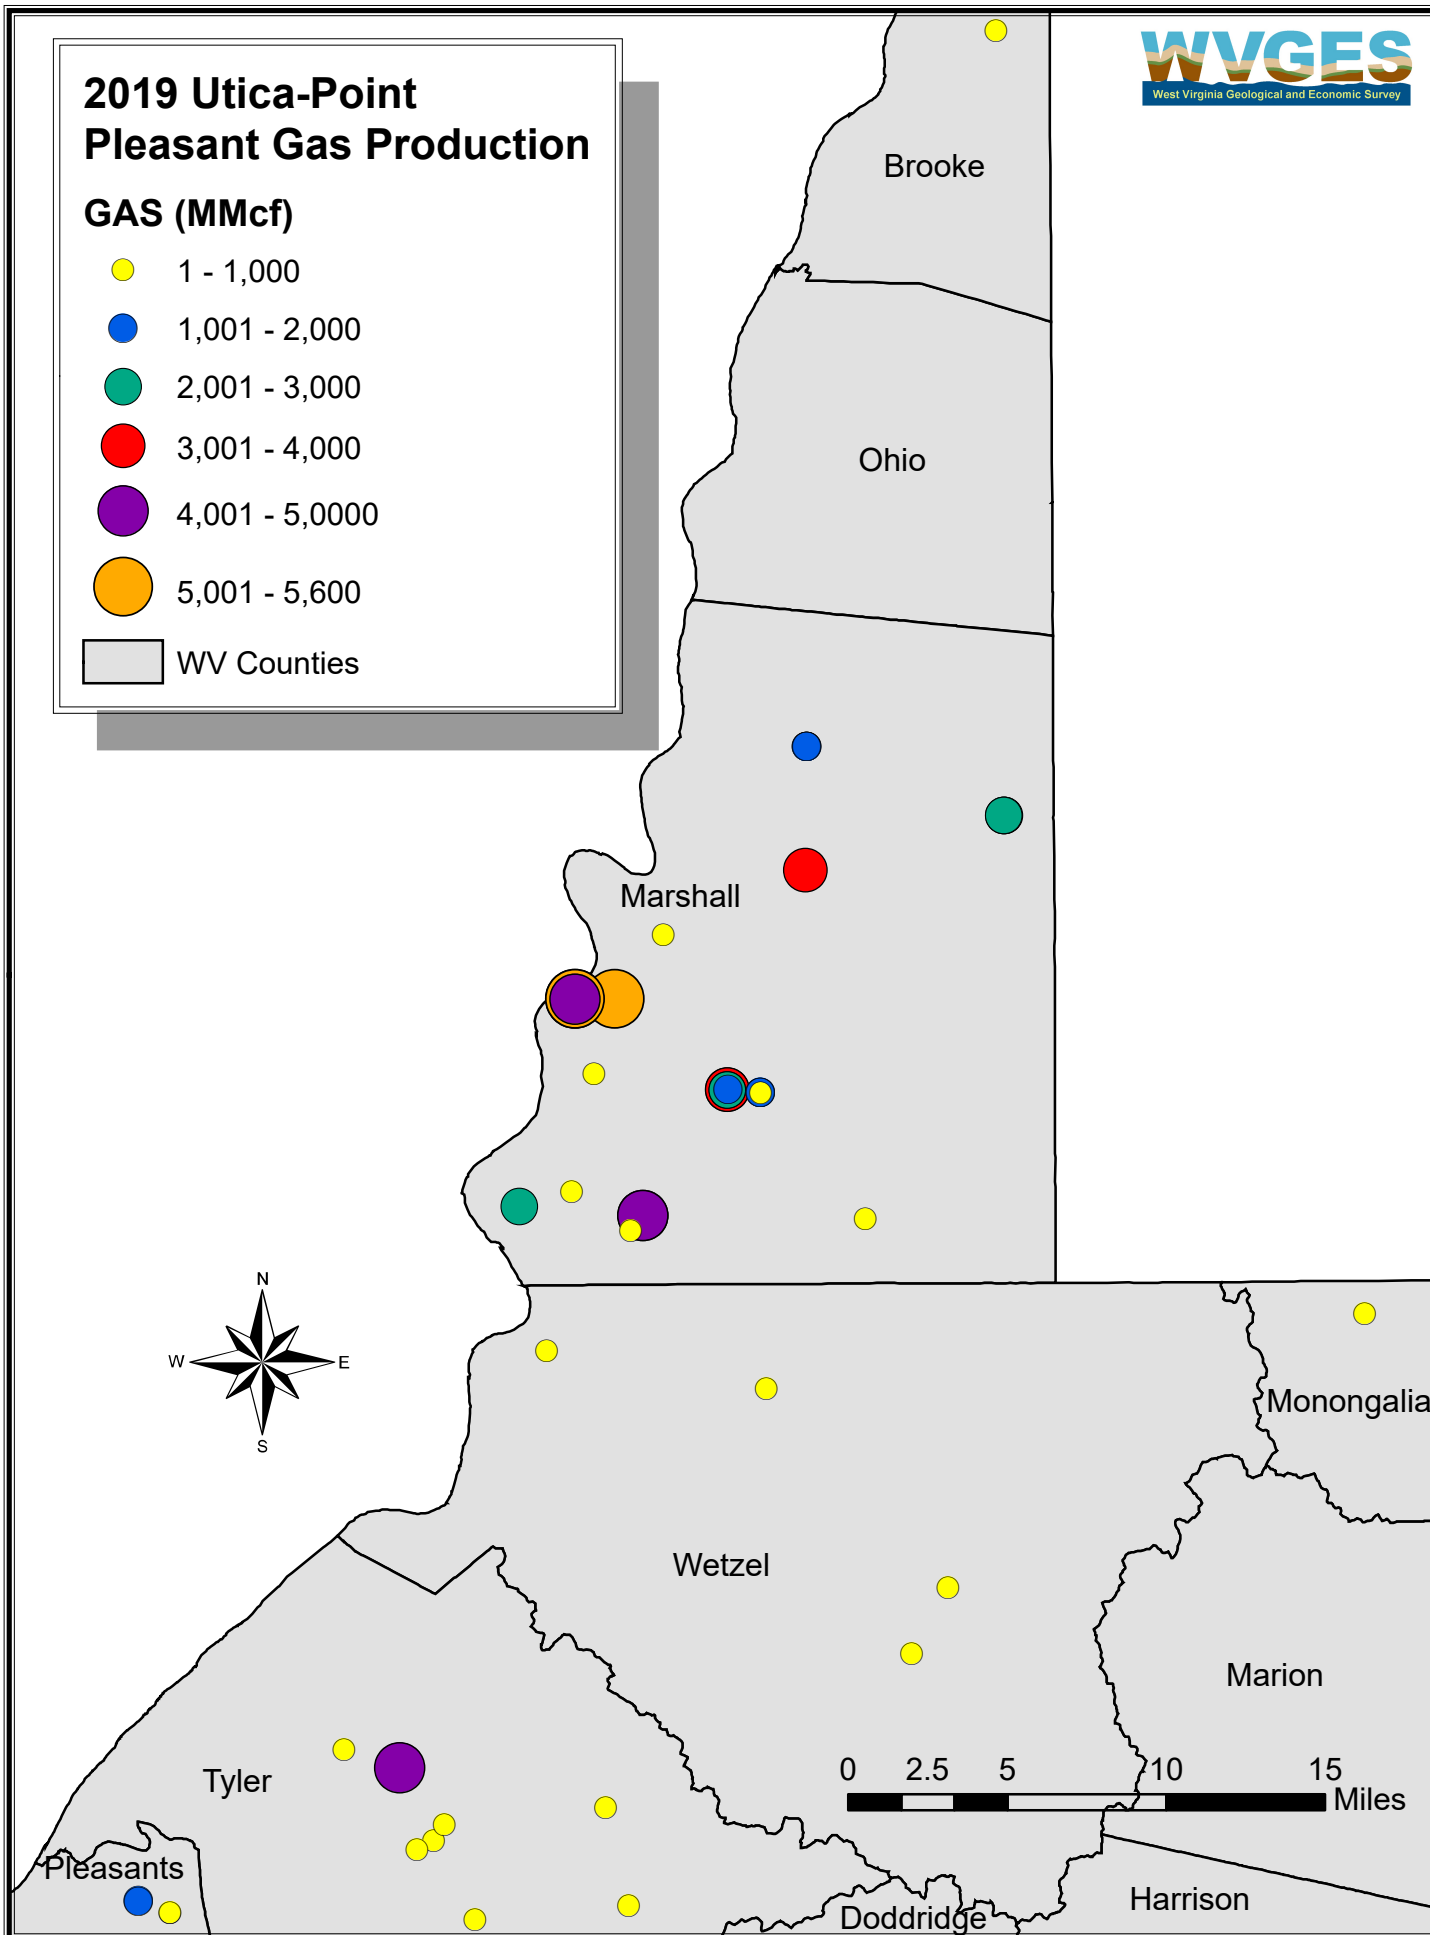 2019 Utica-Point
Pleasant Gas Production
GAS (MMcf)
1 - 1,000
1,001 - 2,000
2,001 - 3,000
3,001 - 4,000
4,001 - 5,0000
5,001 - 5,600
WV Counties
WVGES
West Virginia Geological and Economic Survey
Brooke
Ohio
Marshall
N
W E
S
Monongalia
Wetzel
Marion
Tyler
0 2.5 5 10 15
Miles
Pleasants
Harrison
Doddridge